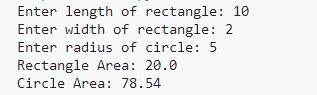 Enter length of rectangle: 10
Enter width of rectangle: 2
Enter radius of circle: 5
Rectangle Area: 20.0
Circle Area: 78.54